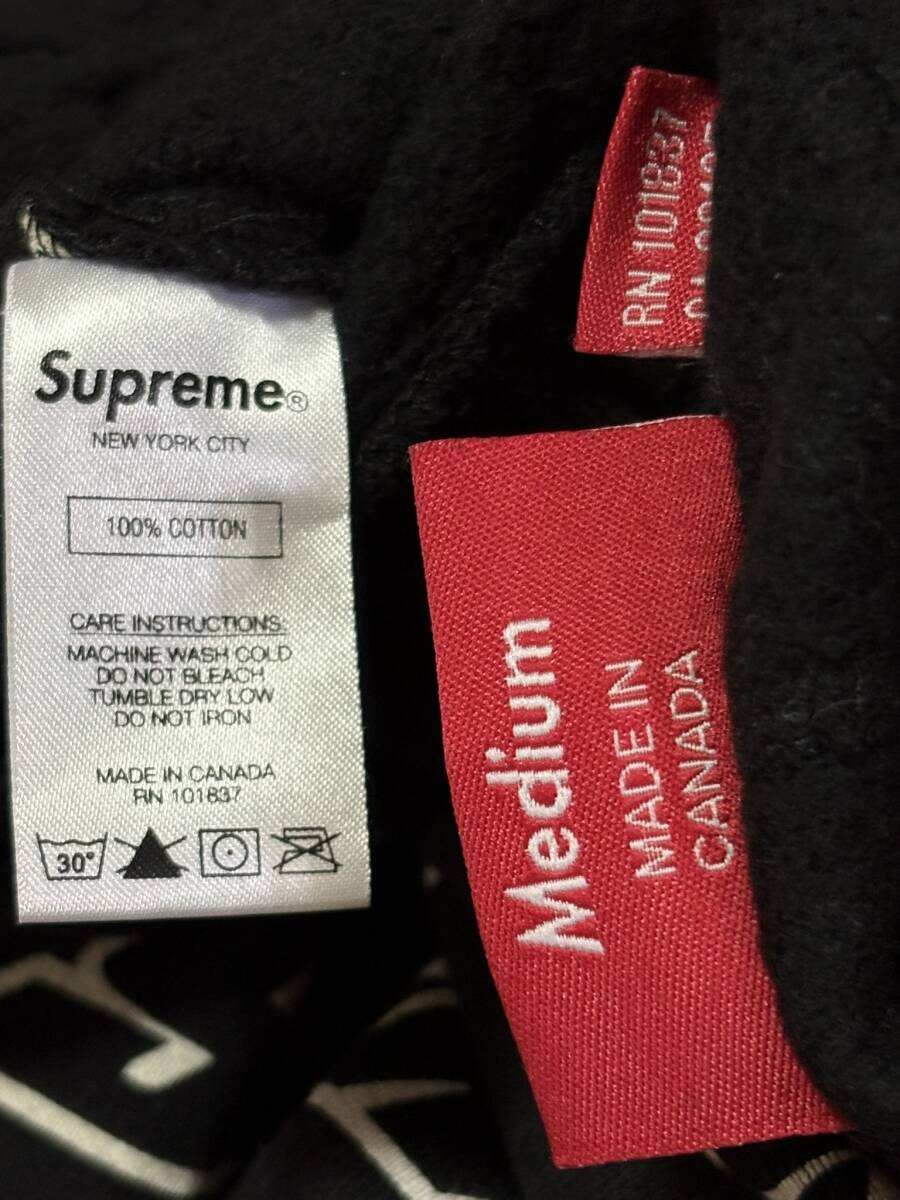 Supreme®
NEW YORK CITY
100% COTTON
CARE INSTRUCTIONS:
MACHINE WASH COLD
DO NOT BLEACH
TUMBLE DRY LOW
DO NOT IRON
MADE IN CANADA
RN 101837
30°
RN 101837
Medium
MADE IN
CANADA